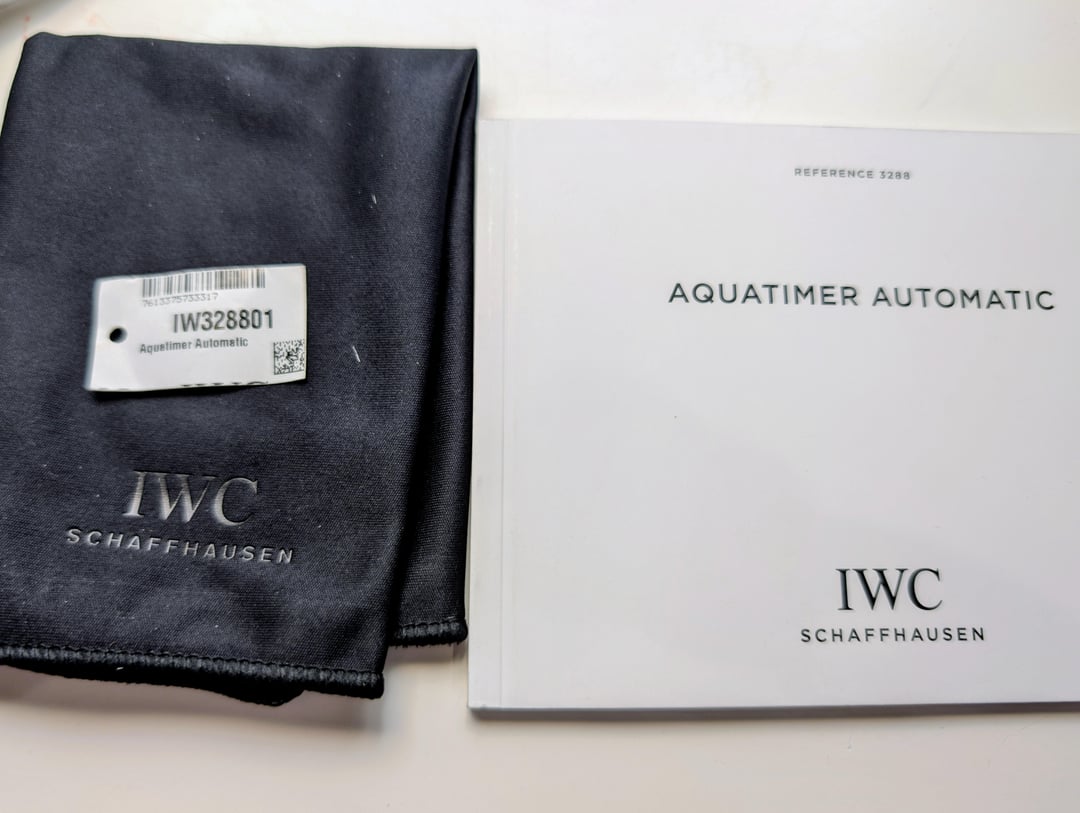 7613375733317
IW328801
Aquatimer Automatic
IWC
SCHAFFHAUSEN
REFERENCE 3288
AQUATIMER AUTOMATIC
IWC
SCHAFFHAUSEN